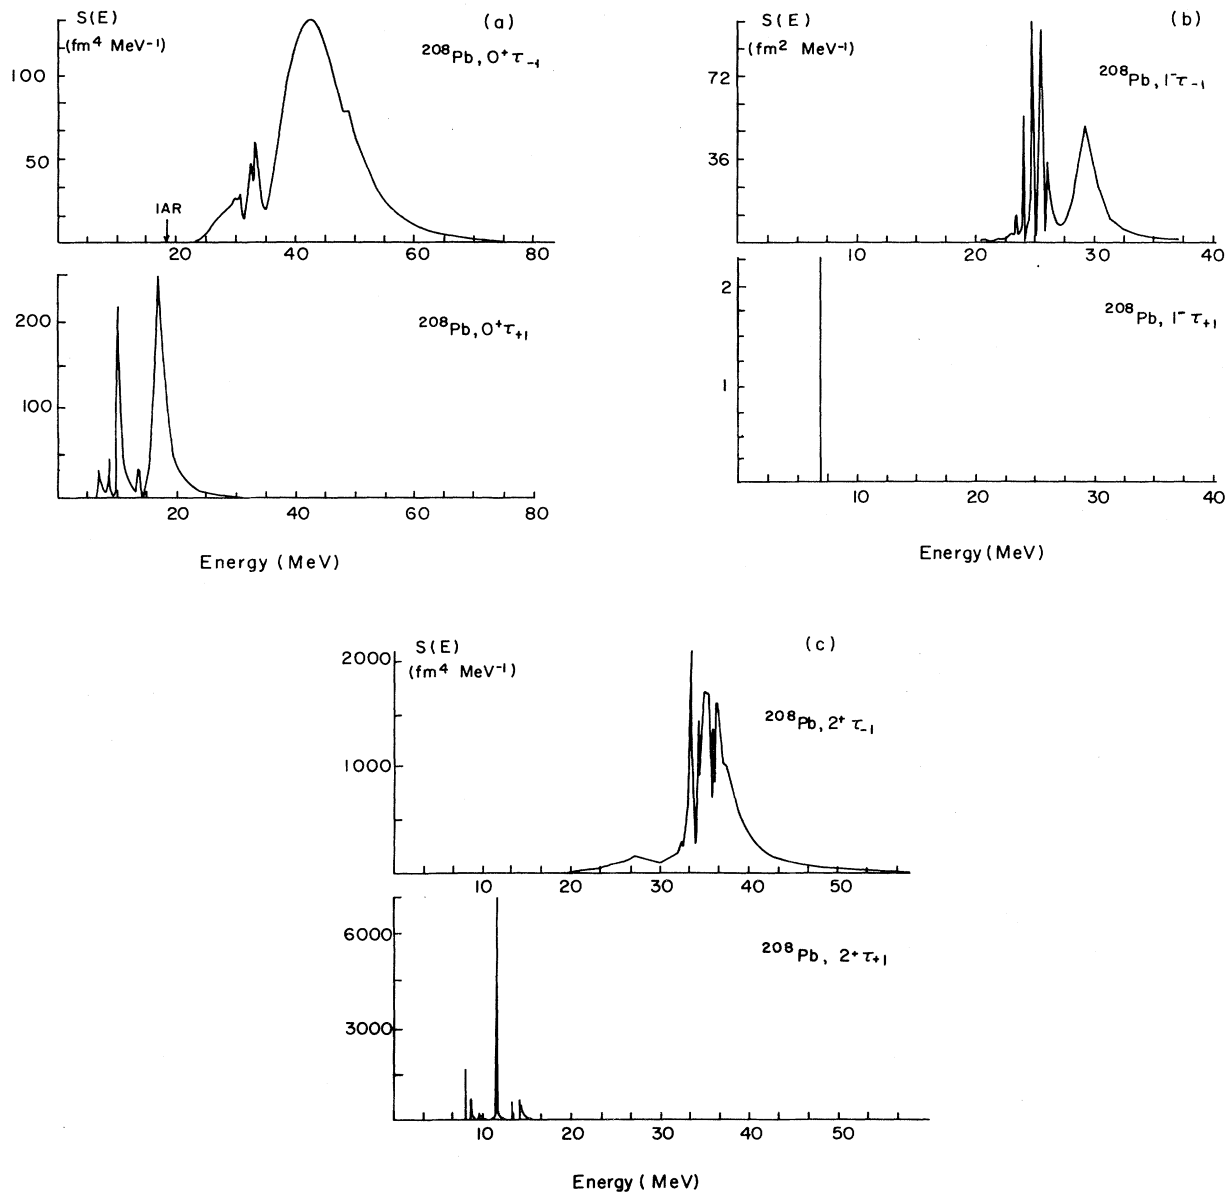 S(E)
(fm⁴ MeV⁻¹)
(a)
²⁰⁸Pb, 0⁺ τ₋₁
100
50
IAR
20 40 60 80
²⁰⁸Pb, 0⁺τ₊₁
200
100
20 40 60 80
Energy (MeV)
S(E)
(fm² MeV⁻¹)
(b)
²⁰⁸Pb, 1⁻τ₋₁
72
36
10 20 30 40
²⁰⁸Pb, 1⁻ τ₊₁
2
1
10 20 30 40
Energy (MeV)
S(E)
(fm⁴ MeV⁻¹)
(c)
²⁰⁸Pb, 2⁺ τ₋₁
2000
1000
10 20 30 40 50
²⁰⁸Pb, 2⁺τ₊₁
6000
3000
10 20 30 40 50
Energy (MeV)